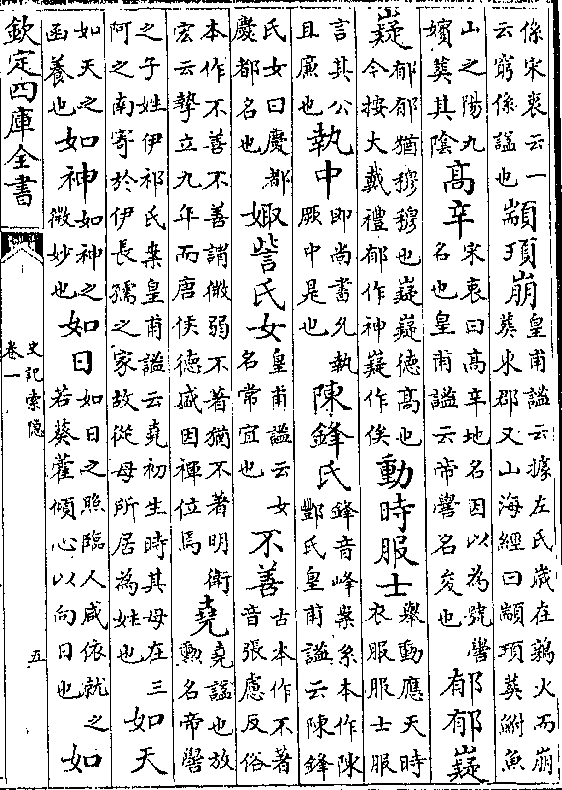 係宋衷云一云窮係諡也顓頊崩皇甫謐云據左氏歲在鶉火而崩葬東郡又山海經曰顓頊葬鮒魚
山之陽九嬪葬其陰高辛宋衷曰高辛地名因以為號嚳名也皇甫謐云帝嚳名夋也郁郁嶷
嶷郁郁猶穆穆也嶷嶷德高也今按大戴禮郁作神嶷作俟動時服士舉動應天時衣服服士服
言其公且廉也執中即尚書允執厥中是也陳鋒氏鋒音峰案系本作陳酆氏皇甫謐云陳鋒
氏女曰慶都慶都名也娵訾氏女皇甫謐云女名常宜也不善古本作不著音張慮反俗
本作不善不善謂微弱不著猶不著明衛宏云摯立九年而唐侯德盛因禪位焉堯堯諡也放勲名帝嚳
之子姓伊祁氏案皇甫謐云堯初生時其母在三阿之南寄於伊長孺之家故從母所居為姓也如天
如天之函養也如神如神之微妙也如日如日之照臨人咸依就之若葵藿傾心以向日也如
欽定四庫全書
史記索隱
卷一
五